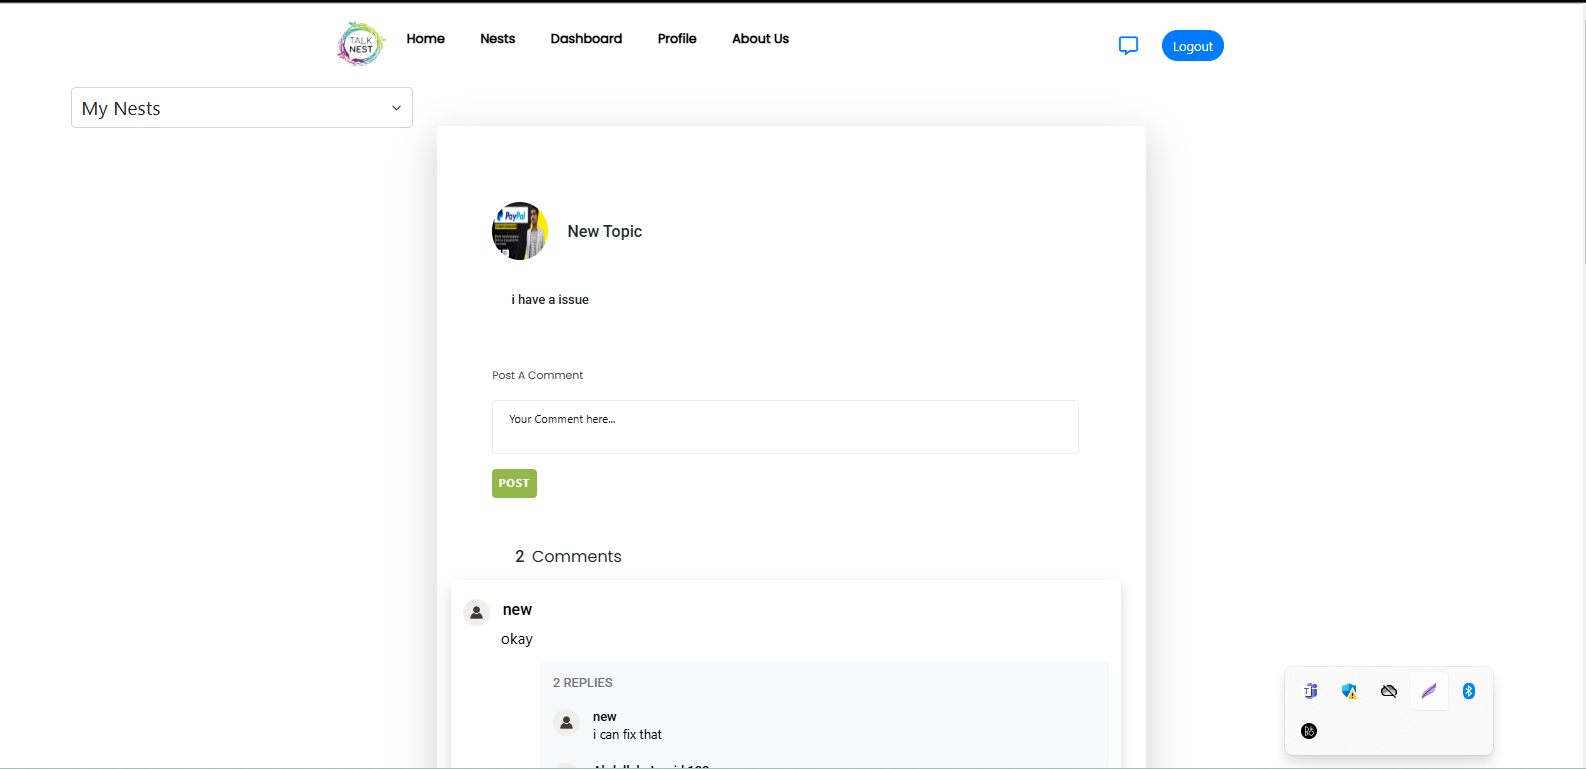 TALK
NEST
Home
Nests
Dashboard
Profile
About Us
Logout
My Nests
PayPal
New Topic
i have a issue
Post A Comment
Your Comment here...
POST
2 Comments
new
okay
2 REPLIES
new
i can fix that